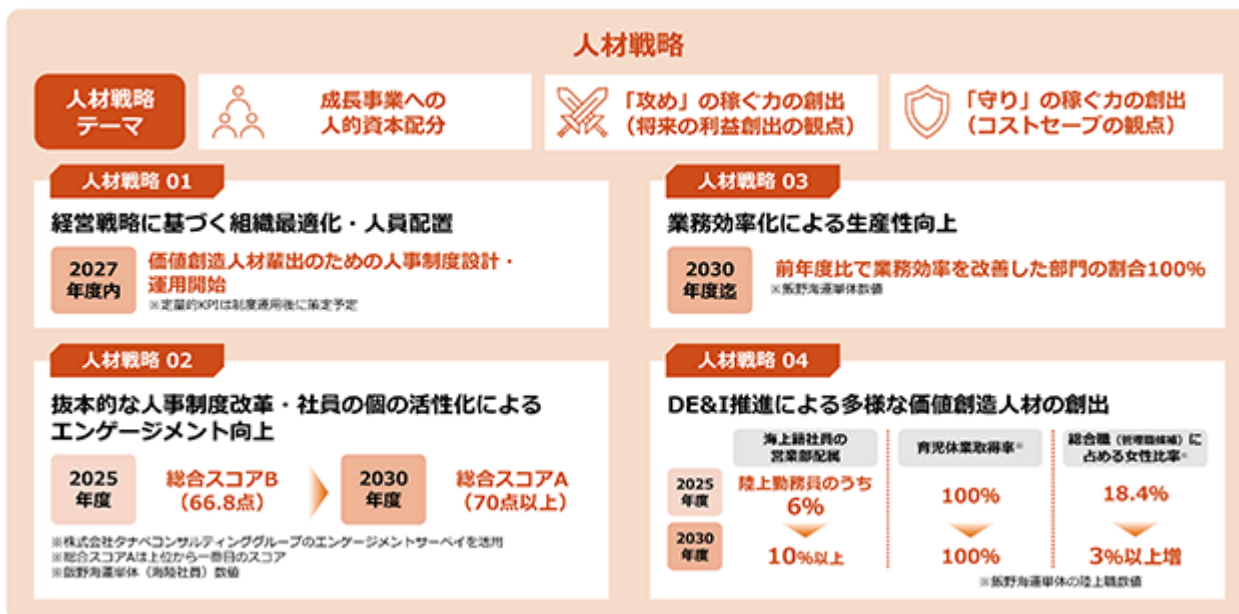 人材戦略
人材戦略
テーマ
成長事業への
人的資本配分
「攻め」の稼ぐ力の創出
（将来の利益創出の観点）
「守り」の稼ぐ力の創出
（コストセーブの観点）
人材戦略 01
経営戦略に基づく組織最適化・人員配置
2027
年度内
価値創造人材輩出のための人事制度設計・
運用開始
※定量的KPIは制度運用後に策定予定
人材戦略 02
抜本的な人事制度改革・社員の個の活性化による
エンゲージメント向上
2025
年度
総合スコアB
（66.8点）
2030
年度
総合スコアA
（70点以上）
※株式会社タナベコンサルティンググループのエンゲージメントサーベイを活用
※総合スコアAは上位から一番目のスコア
※飯野海運単体（海陸社員）数値
人材戦略 03
業務効率化による生産性向上
2030
年度迄
前年度比で業務効率を改善した部門の割合100%
※飯野海運単体数値
人材戦略 04
DE&I推進による多様な価値創造人材の創出
海上籍社員の
営業部配属
育児休業取得率※
総合職（管理職候補）に
占める女性比率※
2025
年度
陸上勤務員のうち
6%
100%
18.4%
2030
年度
10%以上
100%
3%以上増
※飯野海運単体の陸上職数値